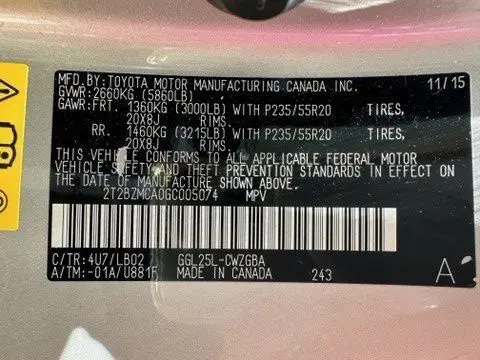 MFD.BY:TOYOTA MOTOR MANUFACTURING CANADA INC. 11/15
GVWR:2660KG (5860LB)
GAWR:FRT. 1360KG (3000LB) WITH P235/55R20 TIRES,
20X8J RIMS,
RR. 1460KG (3215LB) WITH P235/55R20 TIRES,
20X8J RIMS,
THIS VEHICLE CONFORMS TO ALL APPLICABLE FEDERAL MOTOR
VEHICLE SAFETY AND THEFT PREVENTION STANDARDS IN EFFECT ON
THE DATE OF MANUFACTURE SHOWN ABOVE.
2T2BZMCA0GC005074 MPV
C/TR:4U7/LB02 GGL25L-CWZGBA
A/TM:-01A/U881F MADE IN CANADA 243 A